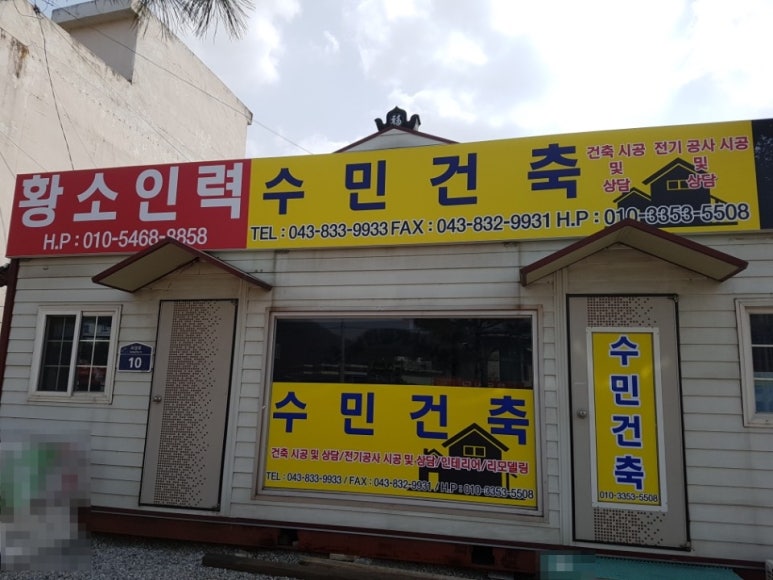 福
황소인력
H.P : 010-5468-8858
수민건축
건축 시공 및 상담
전기 공사 시공 및 상담
TEL : 043-833-9933 FAX : 043-832-9931 H.P : 010-3353-5508
10
수민건축
건축 시공 및 상담/전기공사 시공 및 상담/인테리어/리모델링
TEL : 043-833-9933 / FAX : 043-832-9931 / H.P : 010-3353-5508
수민건축
010-3353-5508